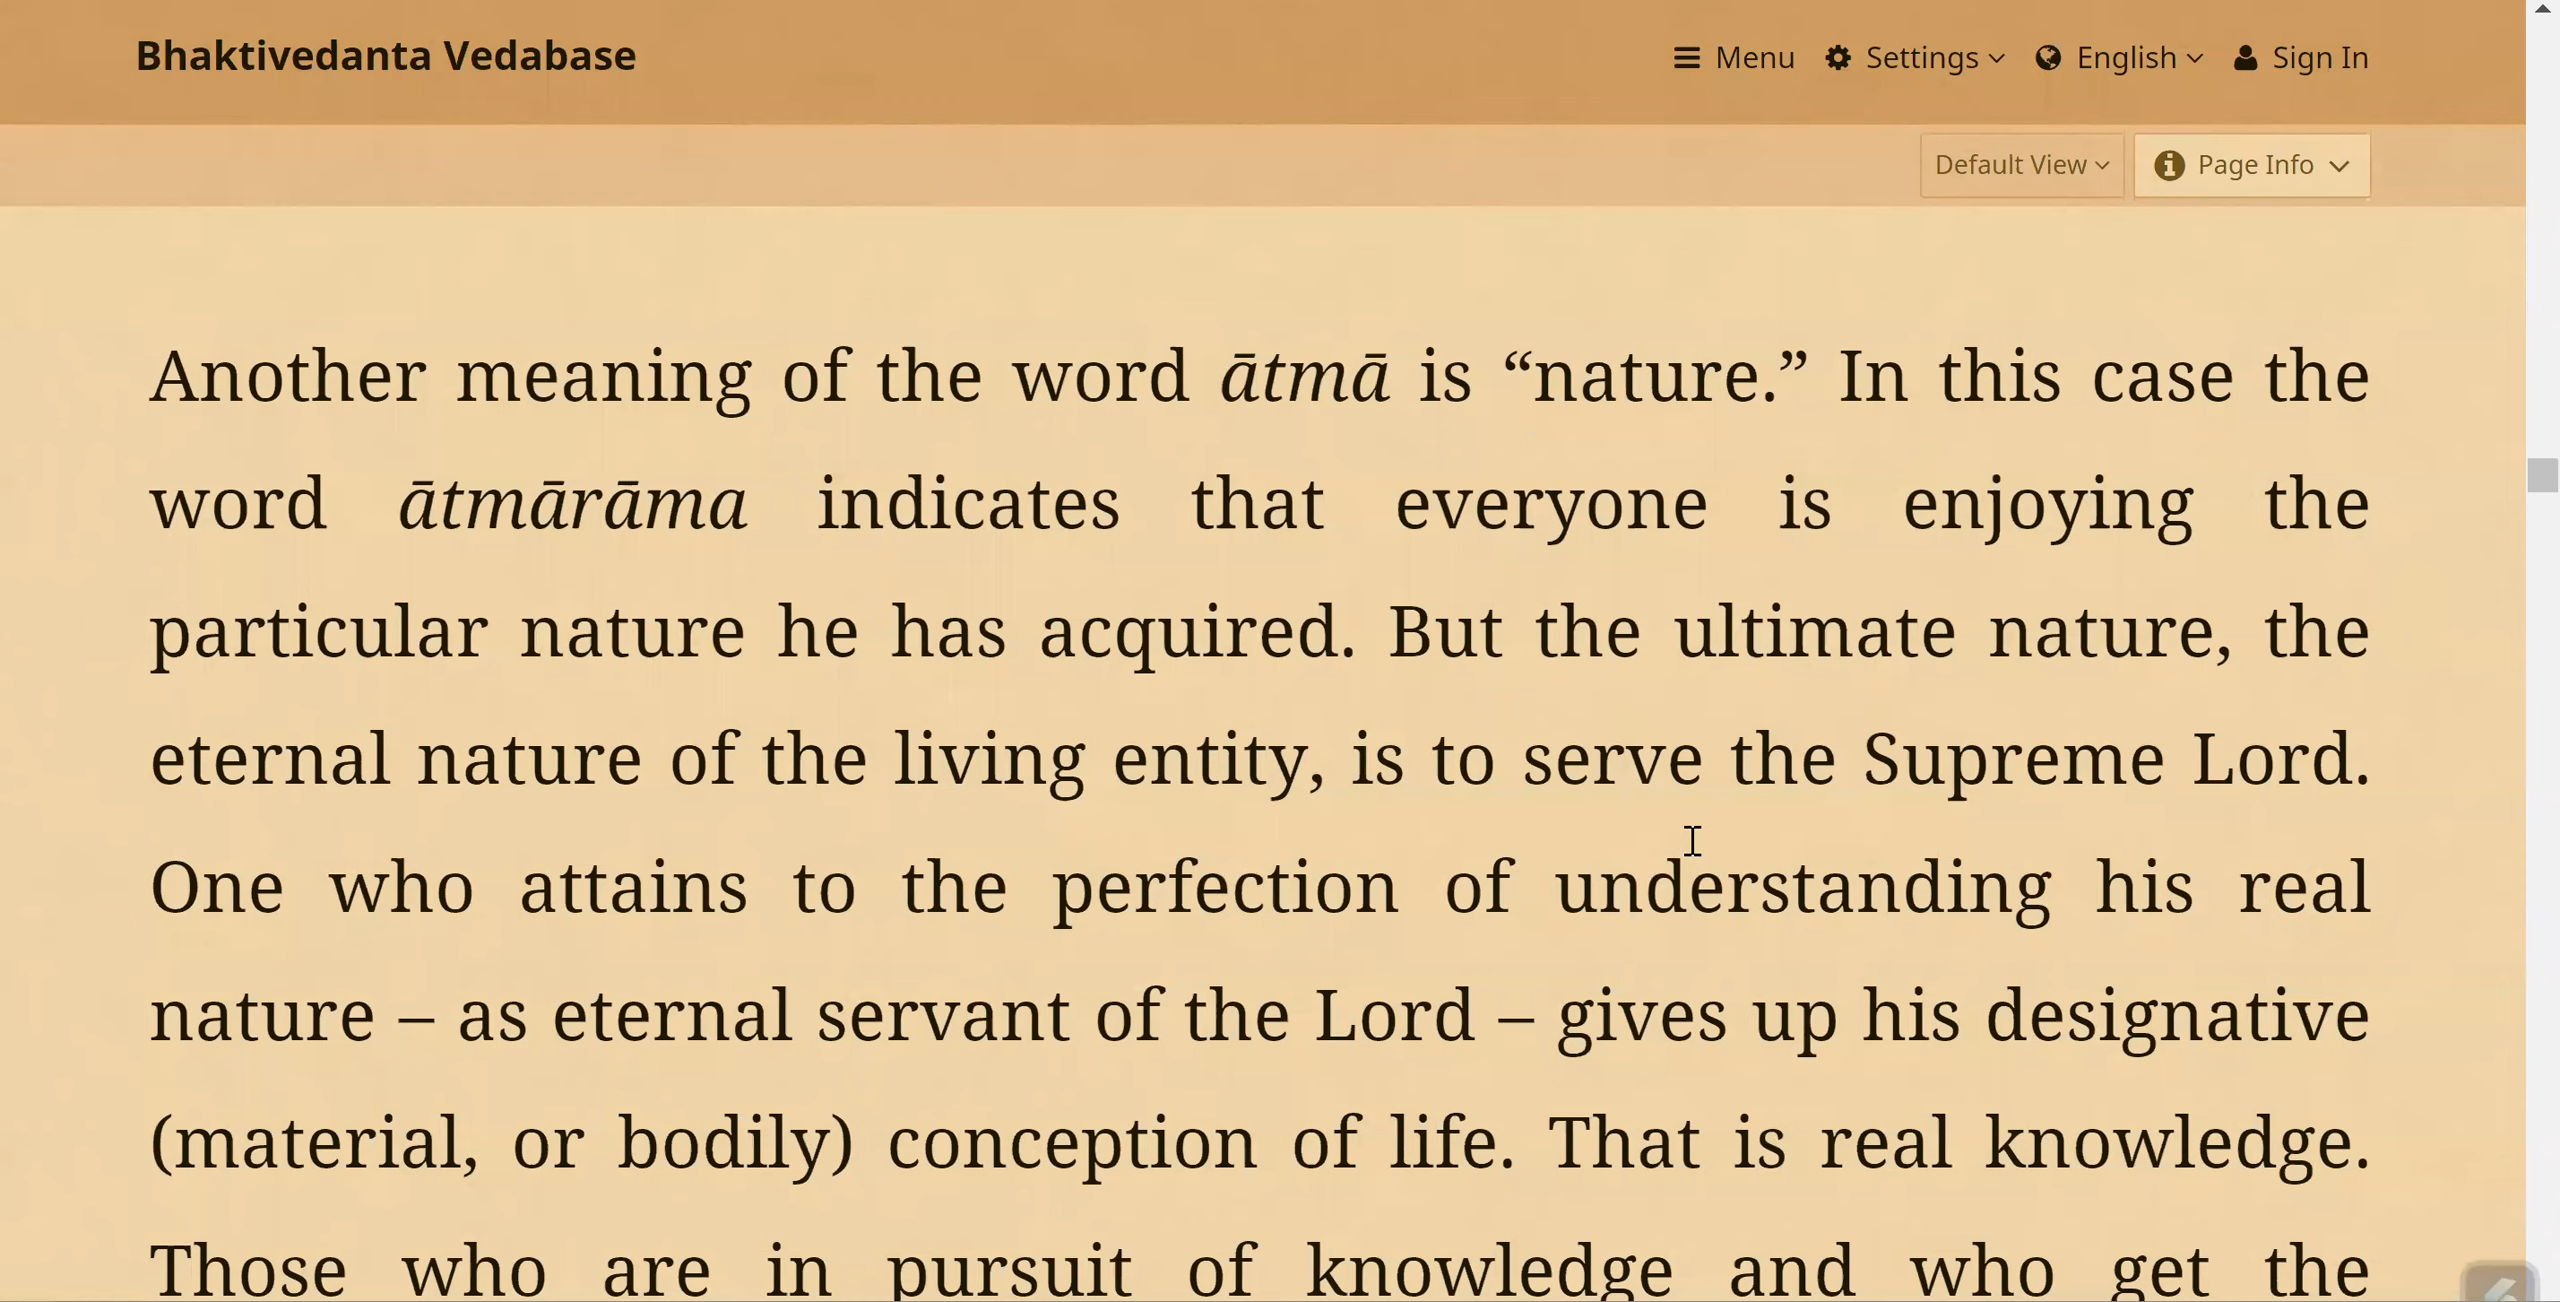 Bhaktivedanta Vedabase
Menu Settings English Sign In
Default View Page Info
Another meaning of the word ātmā is “nature.” In this case the
word ātmārāma indicates that everyone is enjoying the
particular nature he has acquired. But the ultimate nature, the
eternal nature of the living entity, is to serve the Supreme Lord.
One who attains to the perfection of understanding his real
nature – as eternal servant of the Lord – gives up his designative
(material, or bodily) conception of life. That is real knowledge.
Those who are in pursuit of knowledge and who get the